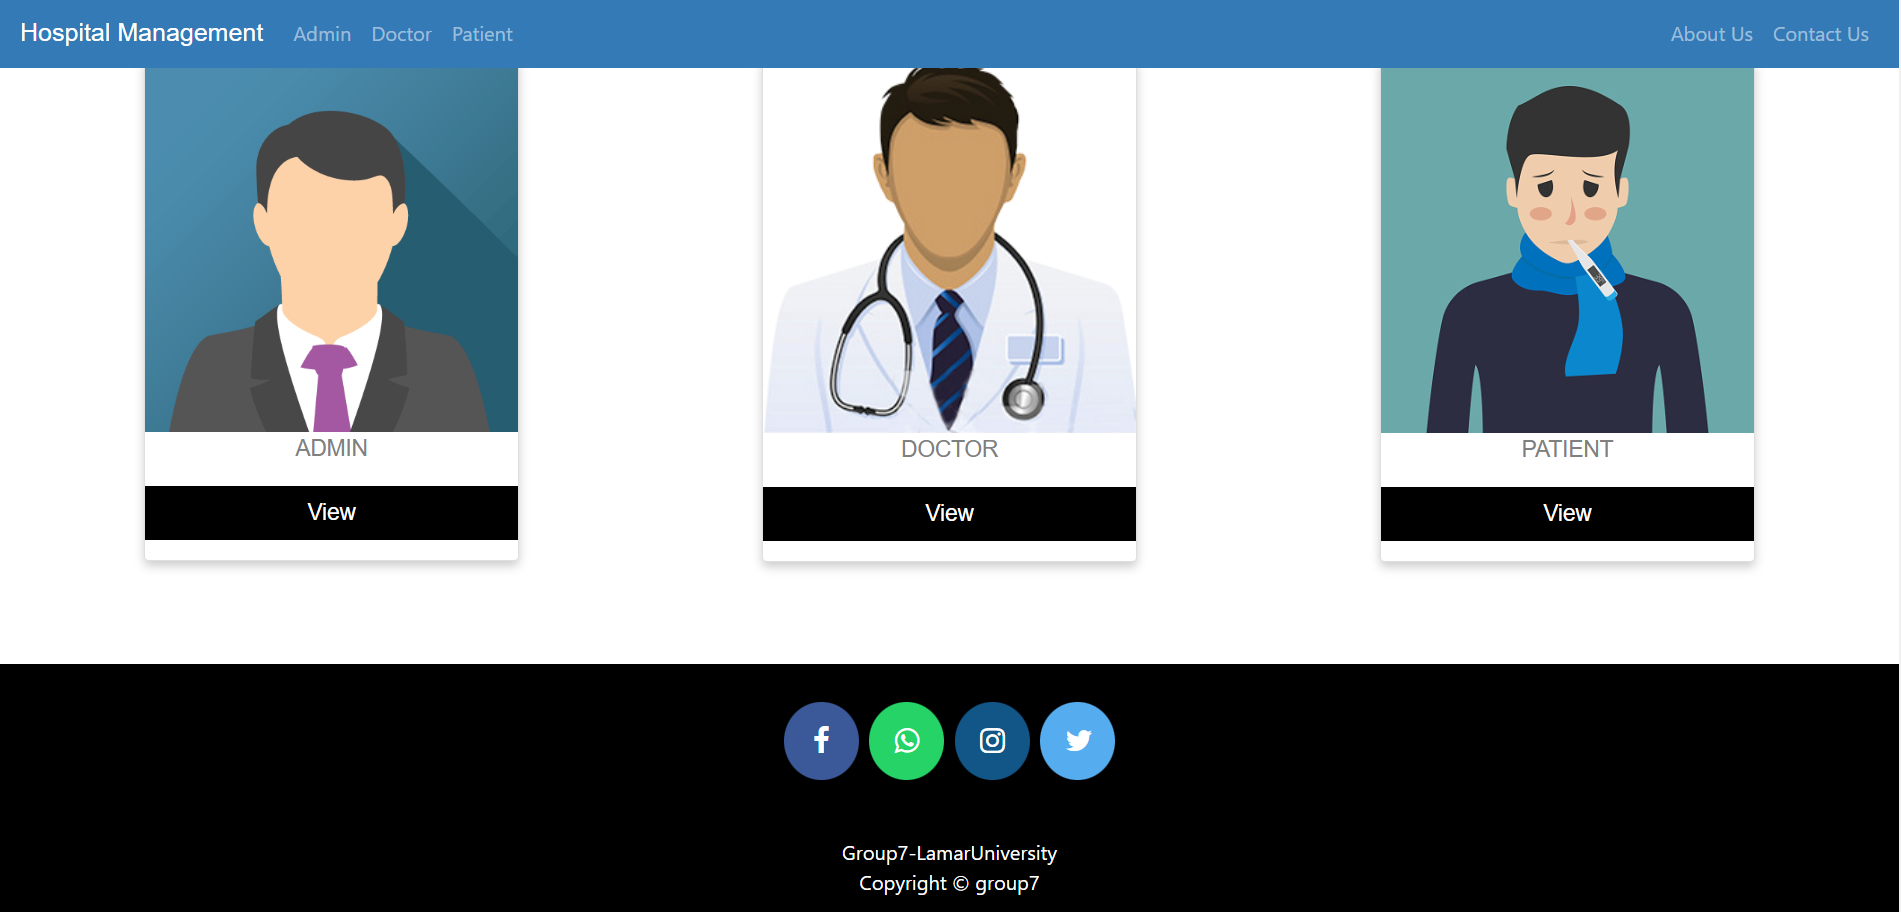 Hospital Management Admin Doctor Patient About Us Contact Us
ADMIN DOCTOR PATIENT
View View View
Group7-LamarUniversity
Copyright © group7